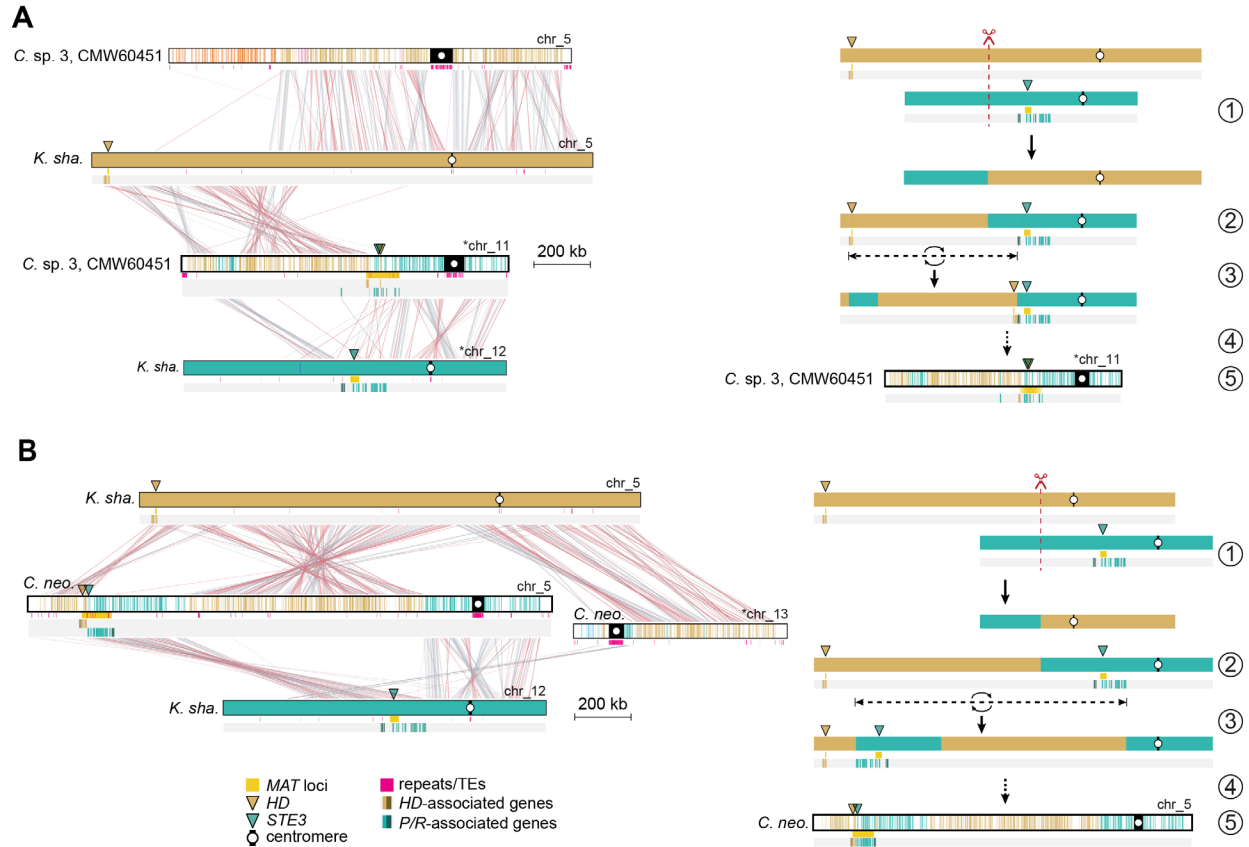 A
chr_5
C. sp. 3, CMW60451
K. sha.
chr_5
C. sp. 3, CMW60451
*chr_11
200 kb
K. sha.
*chr_12
1
2
3
4
*chr_11
C. sp. 3, CMW60451
5
B
K. sha.
chr_5
C. neo.
chr_5
C. neo.
*chr_13
K. sha.
chr_12
200 kb
1
2
3
4
chr_5
C. neo.
5
MAT loci
HD
STE3
centromere
repeats/TEs
HD-associated genes
P/R-associated genes